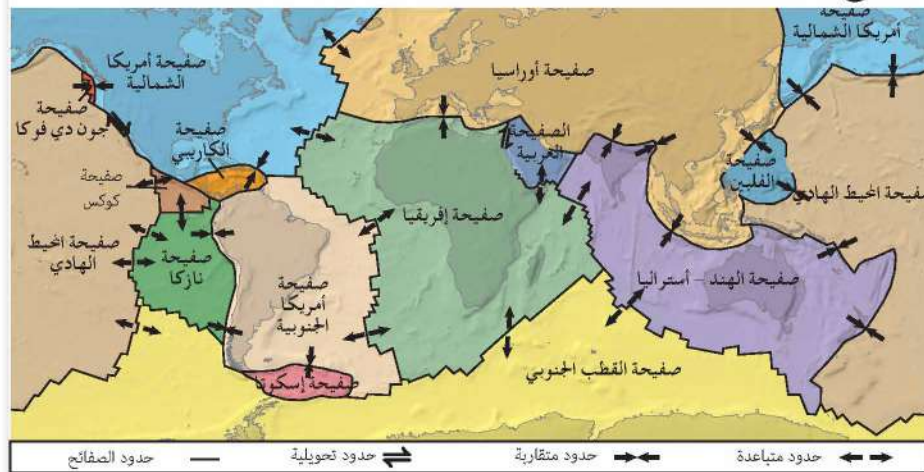 صفيحة
أمريكا الشمالية
صفيحة أمريكا
الشمالية
صفيحة أوراسيا
صفيحة
جون دي فوكا
صفيحة
الكاريبي
الصفيحة
العربية
صفيحة
الفلبين
صفيحة
كوكس
صفيحة المحيط الهادي
صفيحة إفريقيا
صفيحة المحيط
الهادي
صفيحة
نازكا
صفيحة
أمريكا
الجنوبية
صفيحة الهند – أستراليا
صفيحة القطب الجنوبي
صفيحة إسكوت
حدود متباعدة
حدود متقاربة
حدود تحويلية
حدود الصفائح